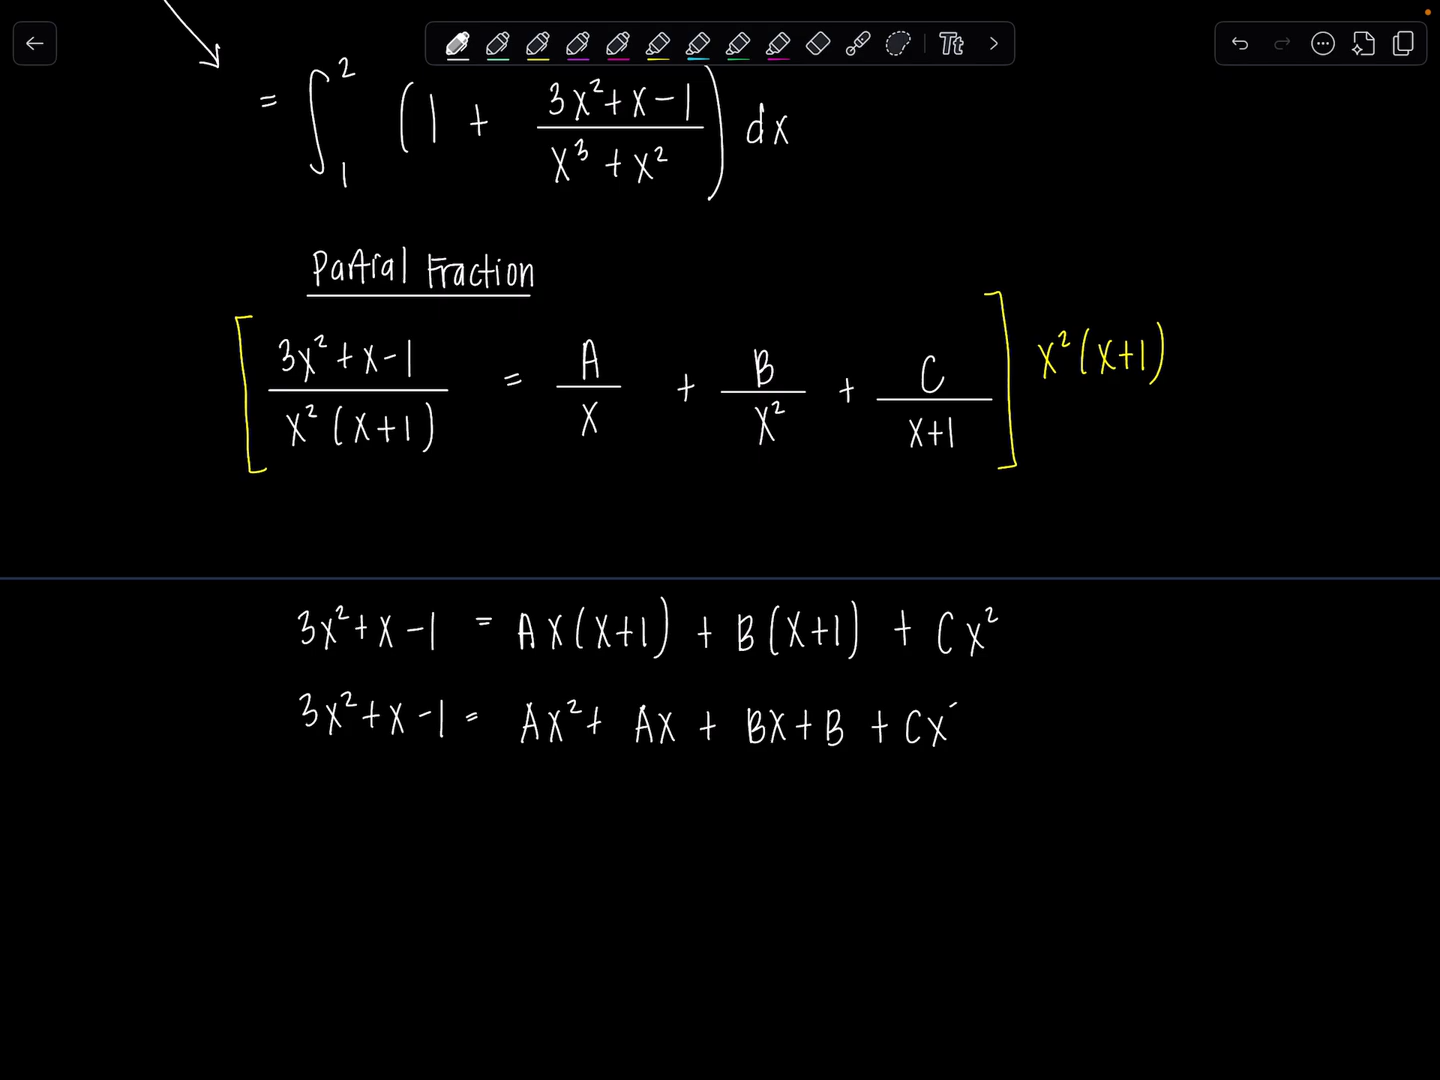 Tt
= ∫₁² (1 + (3x²+x-1)/(x³+x²)) dx
Partial Fraction
[(3x²+x-1)/(x²(x+1)) = A/x + B/x² + C/(x+1)] x²(x+1)
3x²+x-1 = Ax(x+1) + B(x+1) + Cx²
3x²+x-1 = Ax²+ Ax + Bx+B + Cx